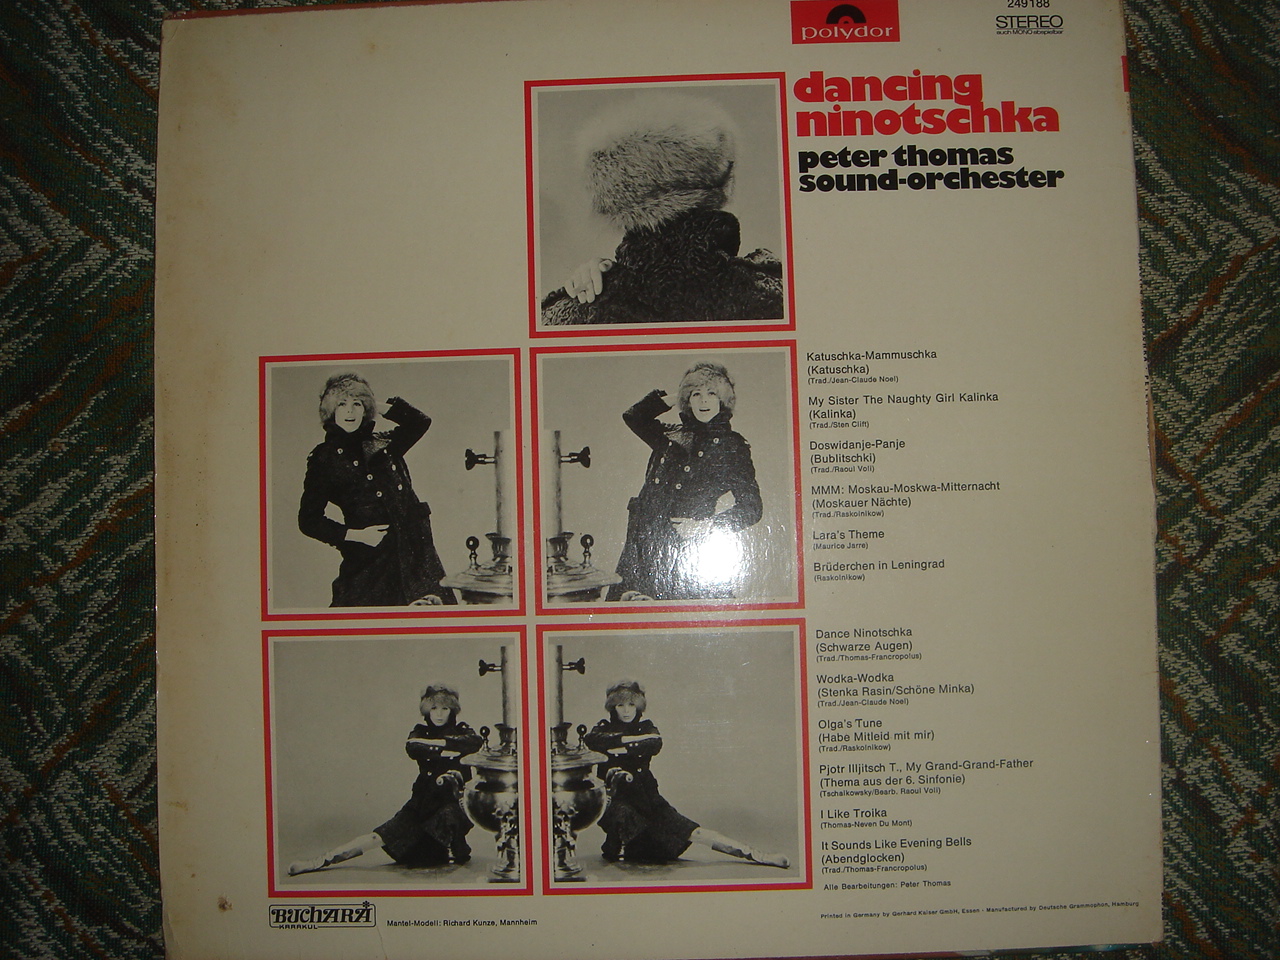 polydor
249188
STEREO
auch MONO abspielbar
dancing
ninotschka
peter thomas
sound-orchester
Katuschka-Mammuschka
(Katuschka)
(Trad./Jean-Claude Noel)
My Sister The Naughty Girl Kalinka
(Kalinka)
(Trad./Sten Clift)
Doswidanje-Panje
(Bublitschki)
(Trad./Raoul Voli)
MMM: Moskau-Moskwa-Mitternacht
(Moskauer Nächte)
(Trad./Raskolnikow)
Lara's Theme
(Maurice Jarre)
Brüderchen in Leningrad
(Raskolnikow)
Dance Ninotschka
(Schwarze Augen)
(Trad./Thomas-Francropolus)
Wodka-Wodka
(Stenka Rasin/Schöne Minka)
(Trad./Jean-Claude Noel)
Olga's Tune
(Habe Mitleid mit mir)
(Trad./Raskolnikow)
Pjotr Illjitsch T., My Grand-Grand-Father
(Thema aus der 6. Sinfonie)
(Tschaikowsky/Bearb. Raoul Voli)
I Like Troika
(Thomas-Neven Du Mont)
It Sounds Like Evening Bells
(Abendglocken)
(Trad./Thomas-Francropolus)
Alle Bearbeitungen: Peter Thomas
BUCHARA
KARAKUL
Mantel-Modell: Richard Kunze, Mannheim
Printed in Germany by Gerhard Kaiser GmbH, Essen · Manufactured by Deutsche Grammophon, Hamburg